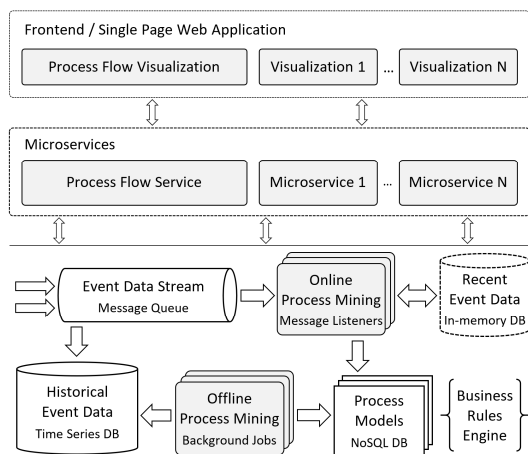 Frontend / Single Page Web Application
Process Flow Visualization
Visualization 1
...
Visualization N
Microservices
Process Flow Service
Microservice 1
...
Microservice N
Event Data Stream
Message Queue
Online
Process Mining
Message Listeners
Recent
Event Data
In-memory DB
Historical
Event Data
Time Series DB
Offline
Process Mining
Background Jobs
Process
Models
NoSQL DB
Business
Rules
Engine